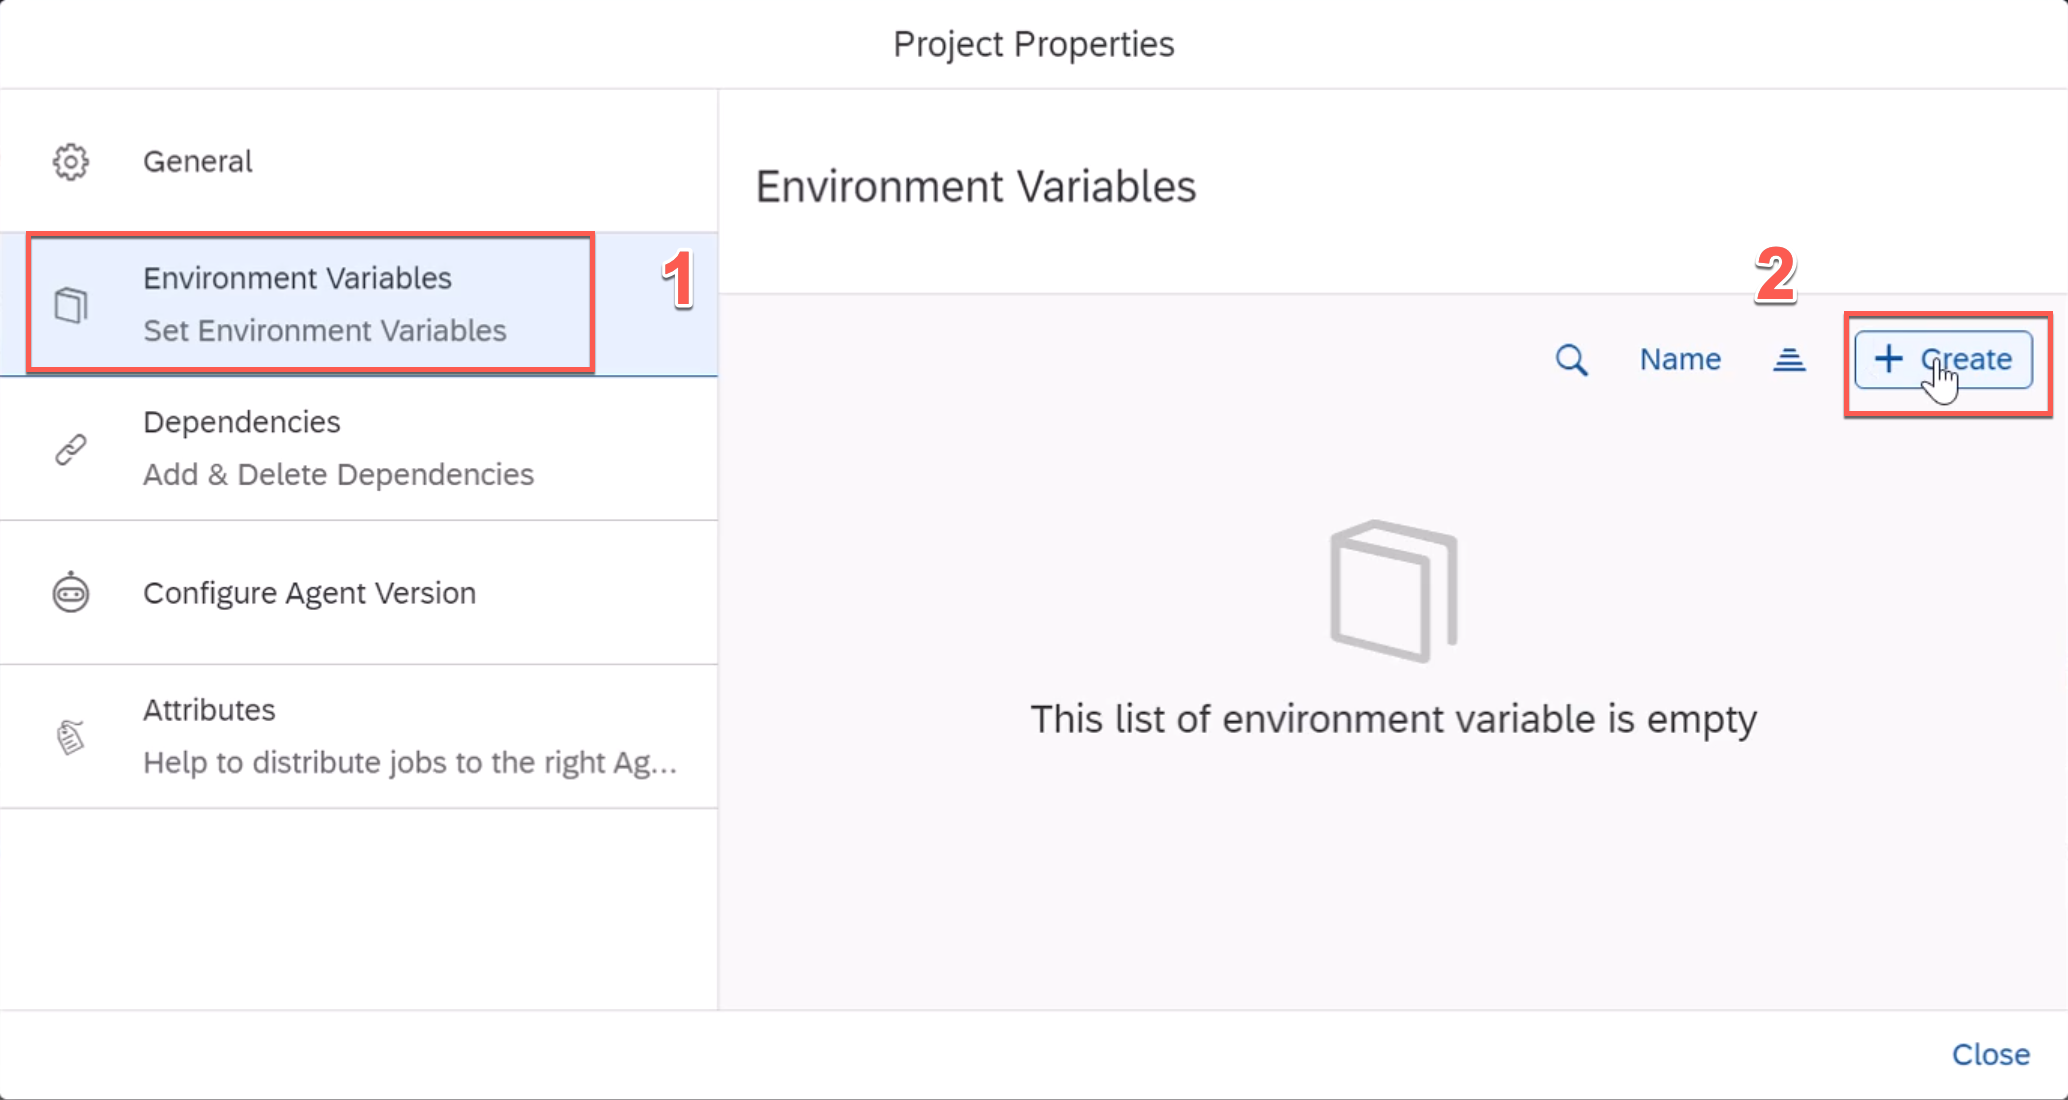 Project Properties
General
Environment Variables
Set Environment Variables
1
Dependencies
Add & Delete Dependencies
Configure Agent Version
Attributes
Help to distribute jobs to the right Ag...
Environment Variables
2
Name
Create
This list of environment variable is empty
Close